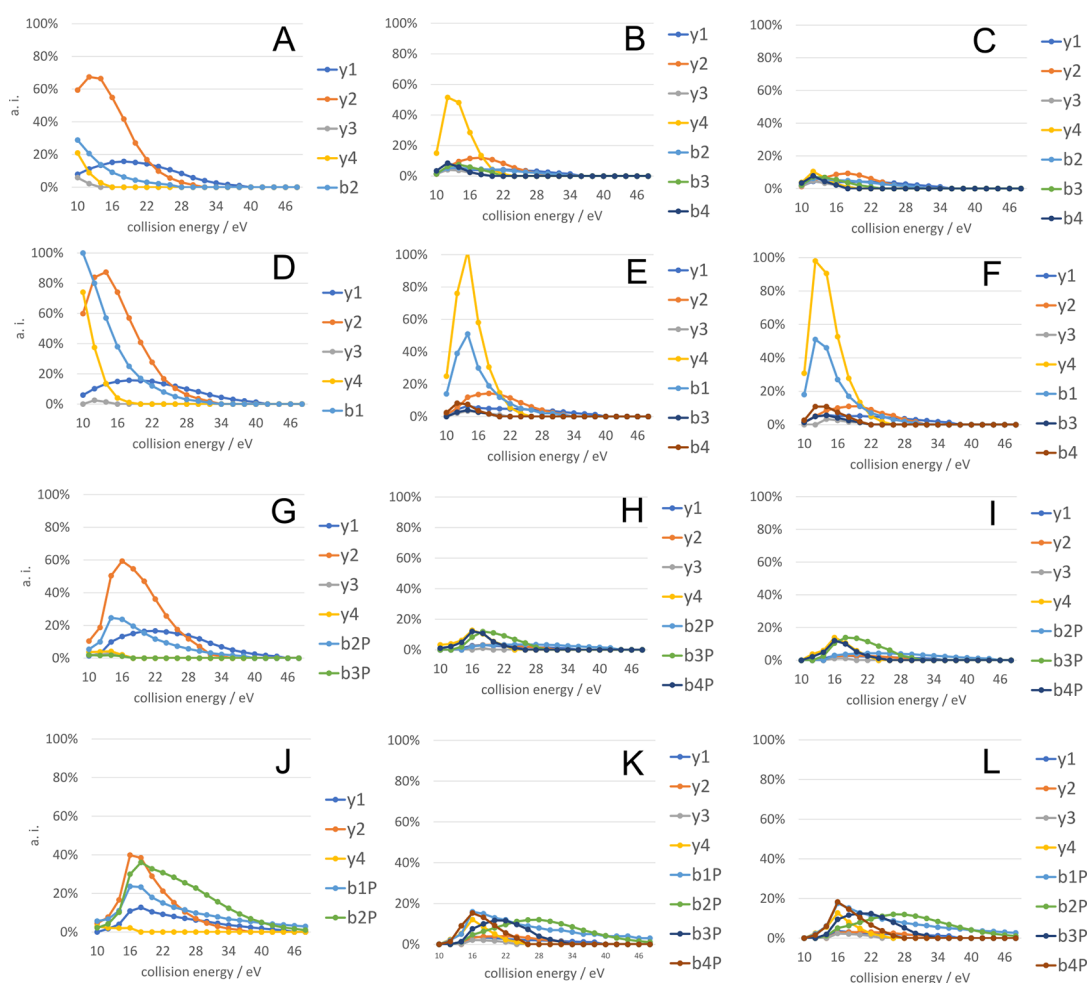 A
100%
80%
60%
40%
20%
0%
a. i.
10 16 22 28 34 40 46
collision energy / eV
y1
y2
y3
y4
b2
B
100%
80%
60%
40%
20%
0%
10 16 22 28 34 40 46
collision energy / eV
y1
y2
y3
y4
b2
b3
b4
C
100%
80%
60%
40%
20%
0%
10 16 22 28 34 40 46
collision energy / eV
y1
y2
y3
y4
b2
b3
b4
D
100%
80%
60%
40%
20%
0%
a. i.
10 16 22 28 34 40 46
collision energy / eV
y1
y2
y3
y4
b1
E
100%
80%
60%
40%
20%
0%
10 16 22 28 34 40 46
collision energy / eV
y1
y2
y3
y4
b1
b3
b4
F
100%
80%
60%
40%
20%
0%
10 16 22 28 34 40 46
collision energy / eV
y1
y2
y3
y4
b1
b3
b4
G
100%
80%
60%
40%
20%
0%
a. i.
10 16 22 28 34 40 46
collision energy / eV
y1
y2
y3
y4
b2P
b3P
H
100%
80%
60%
40%
20%
0%
10 16 22 28 34 40 46
collision energy / eV
y1
y2
y3
y4
b2P
b3P
b4P
I
100%
80%
60%
40%
20%
0%
10 16 22 28 34 40 46
collision energy / eV
y1
y2
y3
y4
b2P
b3P
b4P
J
100%
80%
60%
40%
20%
0%
a. i.
10 16 22 28 34 40 46
collision energy / eV
y1
y2
y4
b1P
b2P
K
100%
80%
60%
40%
20%
0%
10 16 22 28 34 40 46
collision energy / eV
y1
y2
y3
y4
b1P
b2P
b3P
b4P
L
100%
80%
60%
40%
20%
0%
10 16 22 28 34 40 46
collision energy / eV
y1
y2
y3
y4
b1P
b2P
b3P
b4P